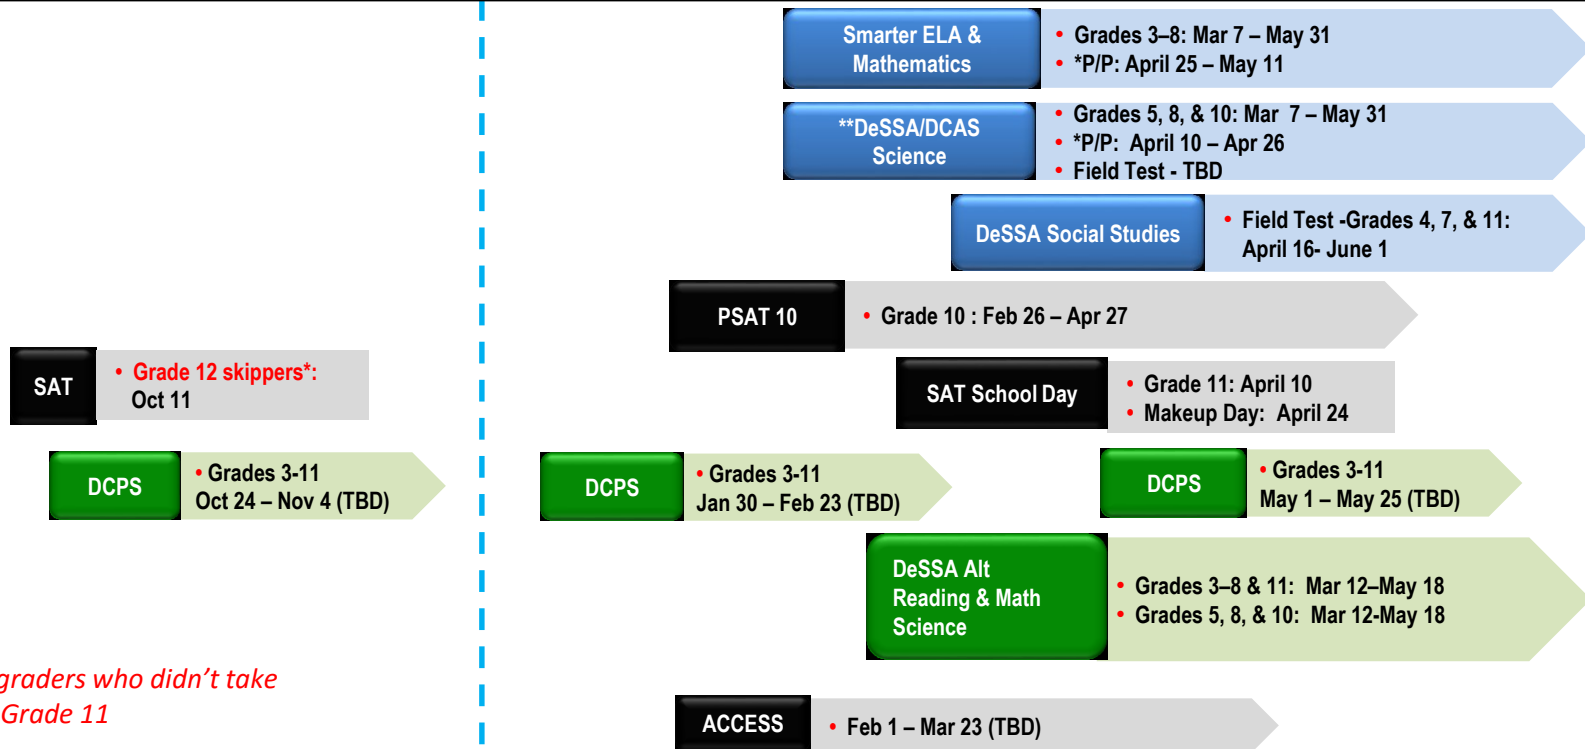 Smarter ELA &
Mathematics
• Grades 3–8: Mar 7 – May 31
• *P/P: April 25 – May 11
**DeSSA/DCAS
Science
• Grades 5, 8, & 10: Mar 7 – May 31
• *P/P: April 10 – Apr 26
• Field Test - TBD
DeSSA Social Studies
• Field Test -Grades 4, 7, & 11:
April 16- June 1
PSAT 10
• Grade 10 : Feb 26 – Apr 27
SAT
• Grade 12 skippers*:
Oct 11
SAT School Day
• Grade 11: April 10
• Makeup Day: April 24
DCPS
• Grades 3-11
Oct 24 – Nov 4 (TBD)
DCPS
• Grades 3-11
Jan 30 – Feb 23 (TBD)
DCPS
• Grades 3-11
May 1 – May 25 (TBD)
DeSSA Alt
Reading & Math
Science
• Grades 3–8 & 11: Mar 12–May 18
• Grades 5, 8, & 10: Mar 12-May 18
graders who didn't take
Grade 11
ACCESS
• Feb 1 – Mar 23 (TBD)